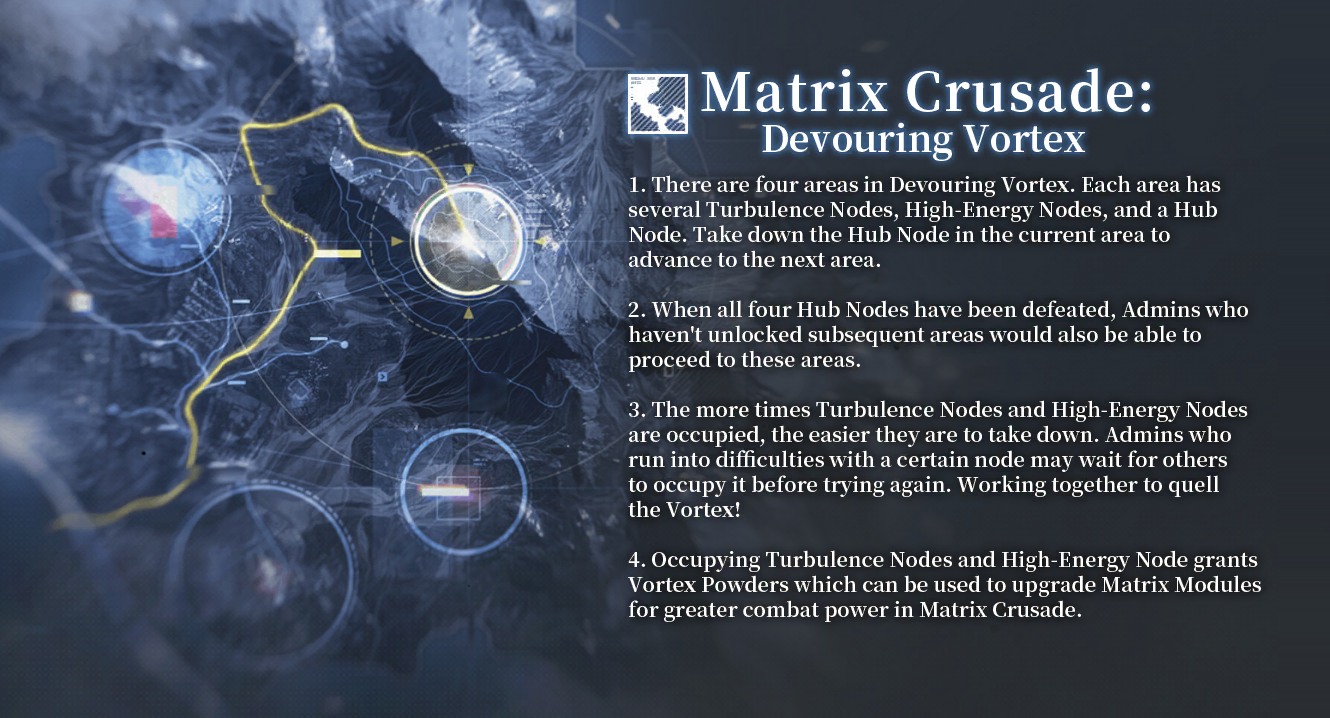 Matrix Crusade:
Devouring Vortex
1. There are four areas in Devouring Vortex. Each area has
several Turbulence Nodes, High-Energy Nodes, and a Hub
Node. Take down the Hub Node in the current area to
advance to the next area.
2. When all four Hub Nodes have been defeated, Admins who
haven't unlocked subsequent areas would also be able to
proceed to these areas.
3. The more times Turbulence Nodes and High-Energy Nodes
are occupied, the easier they are to take down. Admins who
run into difficulties with a certain node may wait for others
to occupy it before trying again. Working together to quell
the Vortex!
4. Occupying Turbulence Nodes and High-Energy Node grants
Vortex Powders which can be used to upgrade Matrix Modules
for greater combat power in Matrix Crusade.